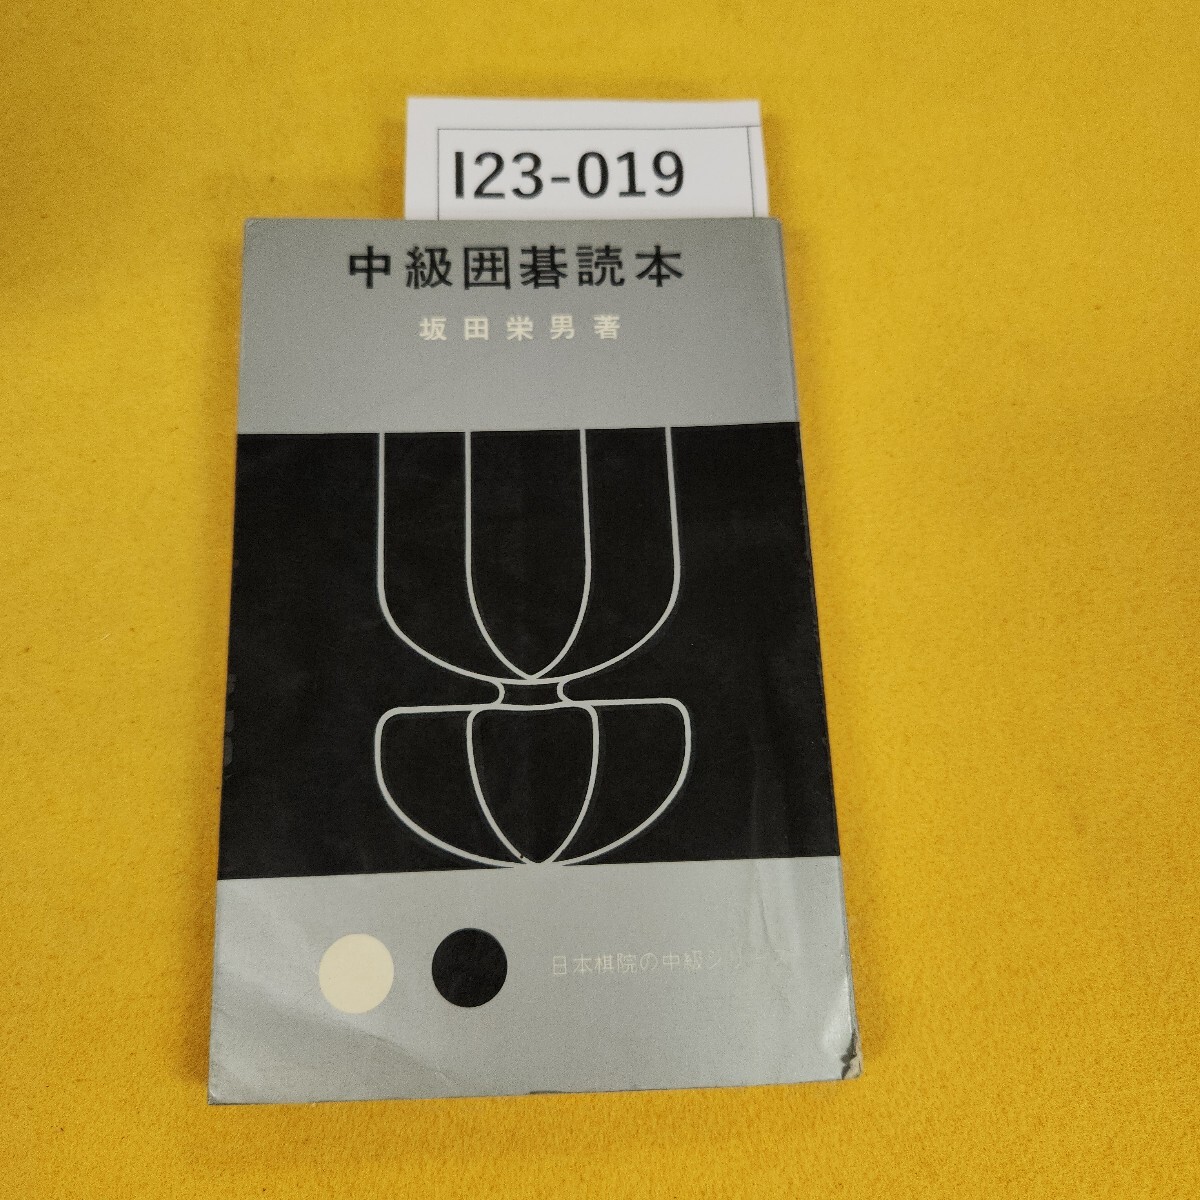 I23-019
中級囲碁読本
坂田栄男著
日本棋院の中級シリーズ